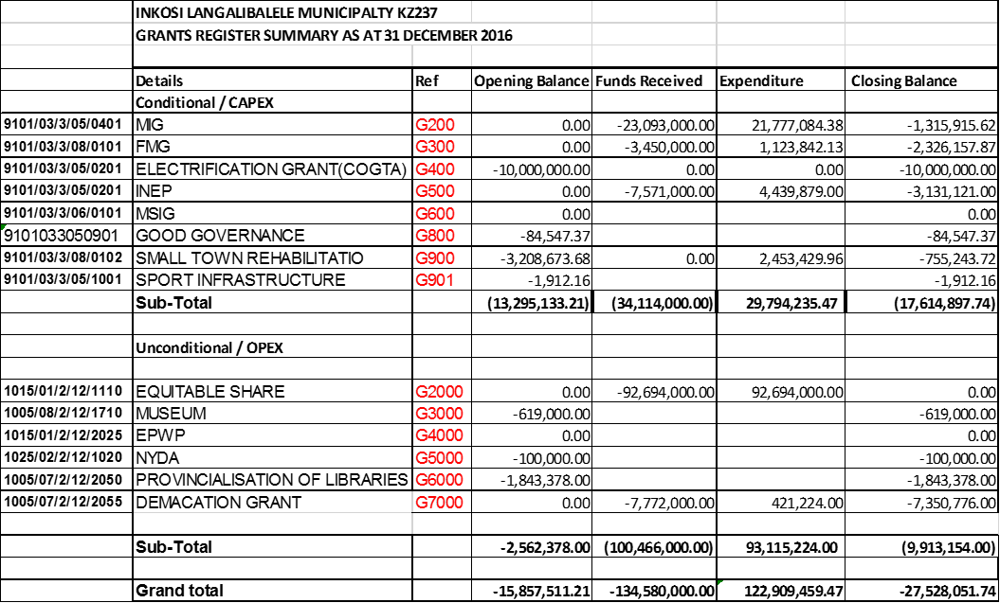 INKOSI LANGALIBALELE MUNICIPALTY KZ237
GRANTS REGISTER SUMMARY AS AT 31 DECEMBER 2016
Details Ref Opening Balance Funds Received Expenditure Closing Balance
Conditional / CAPEX
9101/03/3/05/0401 MIG G200 0.00 -23,093,000.00 21,777,084.38 -1,315,915.62
9101/03/3/08/0101 FMG G300 0.00 -3,450,000.00 1,123,842.13 -2,326,157.87
9101/03/3/05/0201 ELECTRIFICATION GRANT(COGTA) G400 -10,000,000.00 0.00 0.00 -10,000,000.00
9101/03/3/05/0201 INEP G500 0.00 -7,571,000.00 4,439,879.00 -3,131,121.00
9101/03/3/06/0101 MSIG G600 0.00 0.00
9101033050901 GOOD GOVERNANCE G800 -84,547.37 -84,547.37
9101/03/3/08/0102 SMALL TOWN REHABILITATIO G900 -3,208,673.68 0.00 2,453,429.96 -755,243.72
9101/03/3/05/1001 SPORT INFRASTRUCTURE G901 -1,912.16 -1,912.16
Sub-Total (13,295,133.21) (34,114,000.00) 29,794,235.47 (17,614,897.74)
Unconditional / OPEX
1015/01/2/12/1110 EQUITABLE SHARE G2000 0.00 -92,694,000.00 92,694,000.00 0.00
1005/08/2/12/1710 MUSEUM G3000 -619,000.00 -619,000.00
1015/01/2/12/2025 EPWP G4000 0.00 0.00
1025/02/2/12/1020 NYDA G5000 -100,000.00 -100,000.00
1005/07/2/12/2050 PROVINCIALISATION OF LIBRARIES G6000 -1,843,378.00 -1,843,378.00
1005/07/2/12/2055 DEMACATION GRANT G7000 0.00 -7,772,000.00 421,224.00 -7,350,776.00
Sub-Total -2,562,378.00 (100,466,000.00) 93,115,224.00 (9,913,154.00)
Grand total -15,857,511.21 -134,580,000.00 122,909,459.47 -27,528,051.74